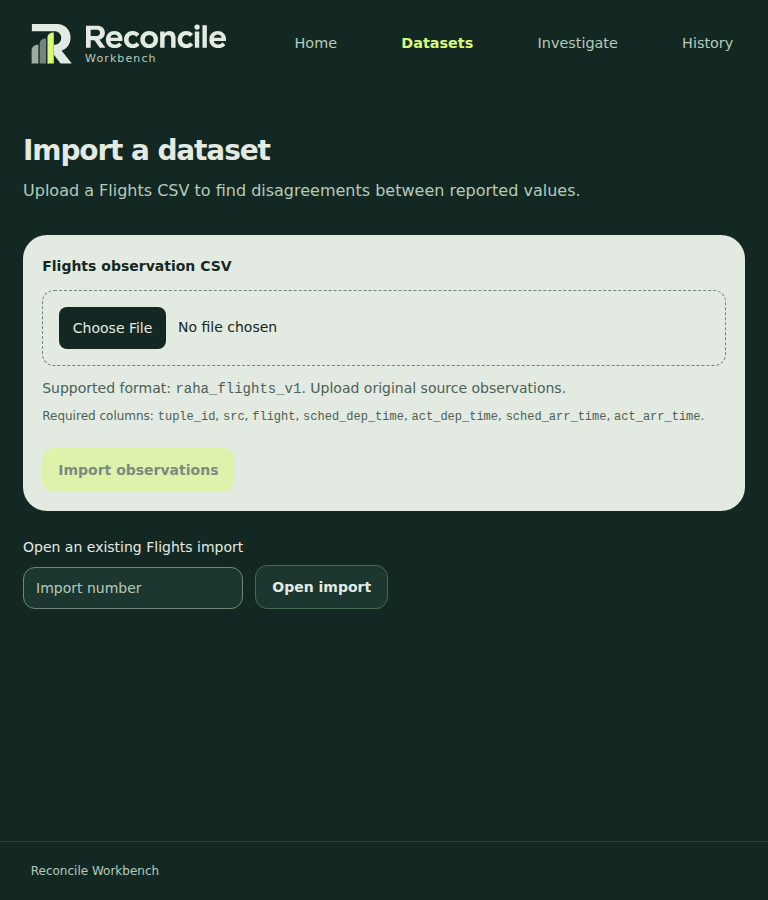 Reconcile
Workbench
Home
Datasets
Investigate
History
Import a dataset
Upload a Flights CSV to find disagreements between reported values.
Flights observation CSV
Choose File
No file chosen
Supported format: raha_flights_v1. Upload original source observations.
Required columns: tuple_id, src, flight, sched_dep_time, act_dep_time, sched_arr_time, act_arr_time.
Import observations
Open an existing Flights import
Import number
Open import
Reconcile Workbench